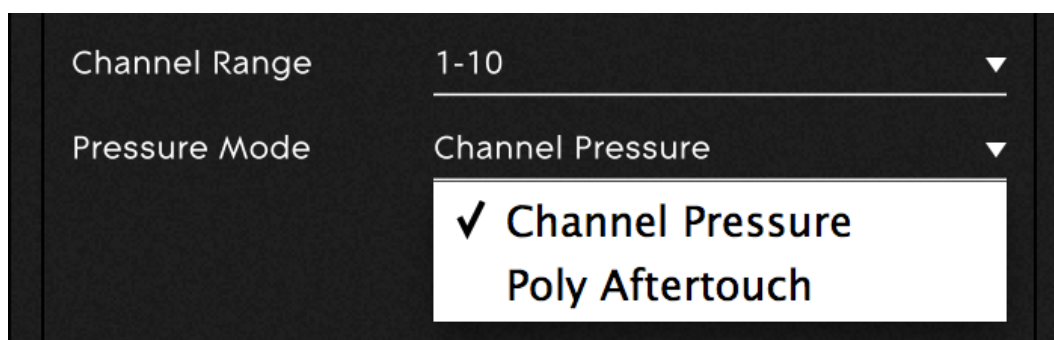 Channel Range 1-10
Pressure Mode Channel Pressure
✓ Channel Pressure
Poly Aftertouch